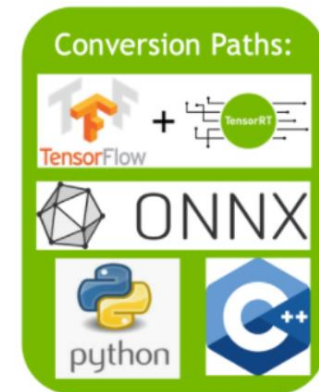 Conversion Paths:
TensorFlow + TensorRT
ONNX
python
C++